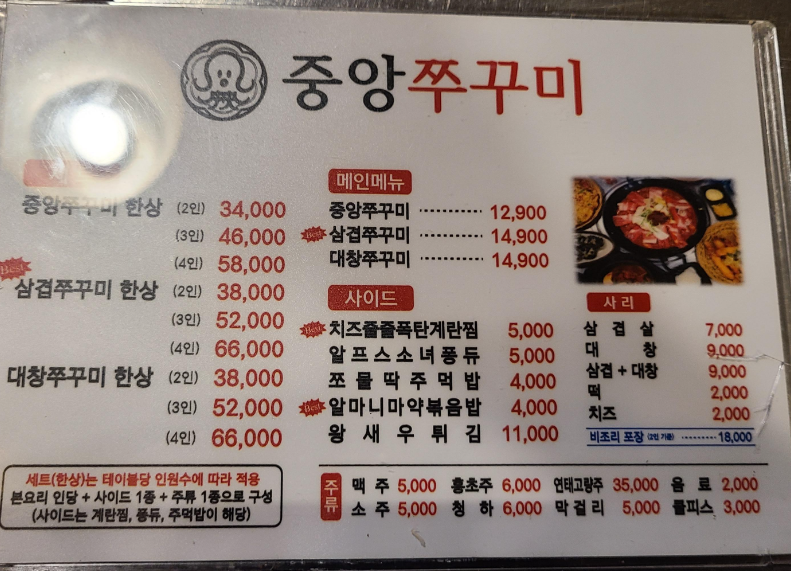 중앙쭈꾸미
중앙쭈꾸미 한상 (2인) 34,000
(3인) 46,000
(4인) 58,000
Best
삼겹쭈꾸미 한상 (2인) 38,000
(3인) 52,000
(4인) 66,000
대창쭈꾸미 한상 (2인) 38,000
(3인) 52,000
(4인) 66,000
세트(한상)는 테이블당 인원수에 따라 적용
본요리 인당 + 사이드 1종 + 주류 1종으로 구성
(사이드는 계란찜, 퐁듀, 주먹밥이 해당)
메인메뉴
중앙쭈꾸미 ············ 12,900
Best 삼겹쭈꾸미 ············ 14,900
대창쭈꾸미 ············ 14,900
사이드
Best 치즈줄줄폭탄계란찜 5,000
알프스소녀퐁듀 5,000
쪼물딱주먹밥 4,000
Best 알마니마약볶음밥 4,000
왕새우튀김 11,000
사리
삼겹살 7,000
대창 9,000
삼겹+대창 9,000
떡 2,000
치즈 2,000
비조리 포장 (2인 기준) ············ 18,000
주류
맥주 5,000 홍초주 6,000 연태고량주 35,000 음료 2,000
소주 5,000 청하 6,000 막걸리 5,000 쿨피스 3,000